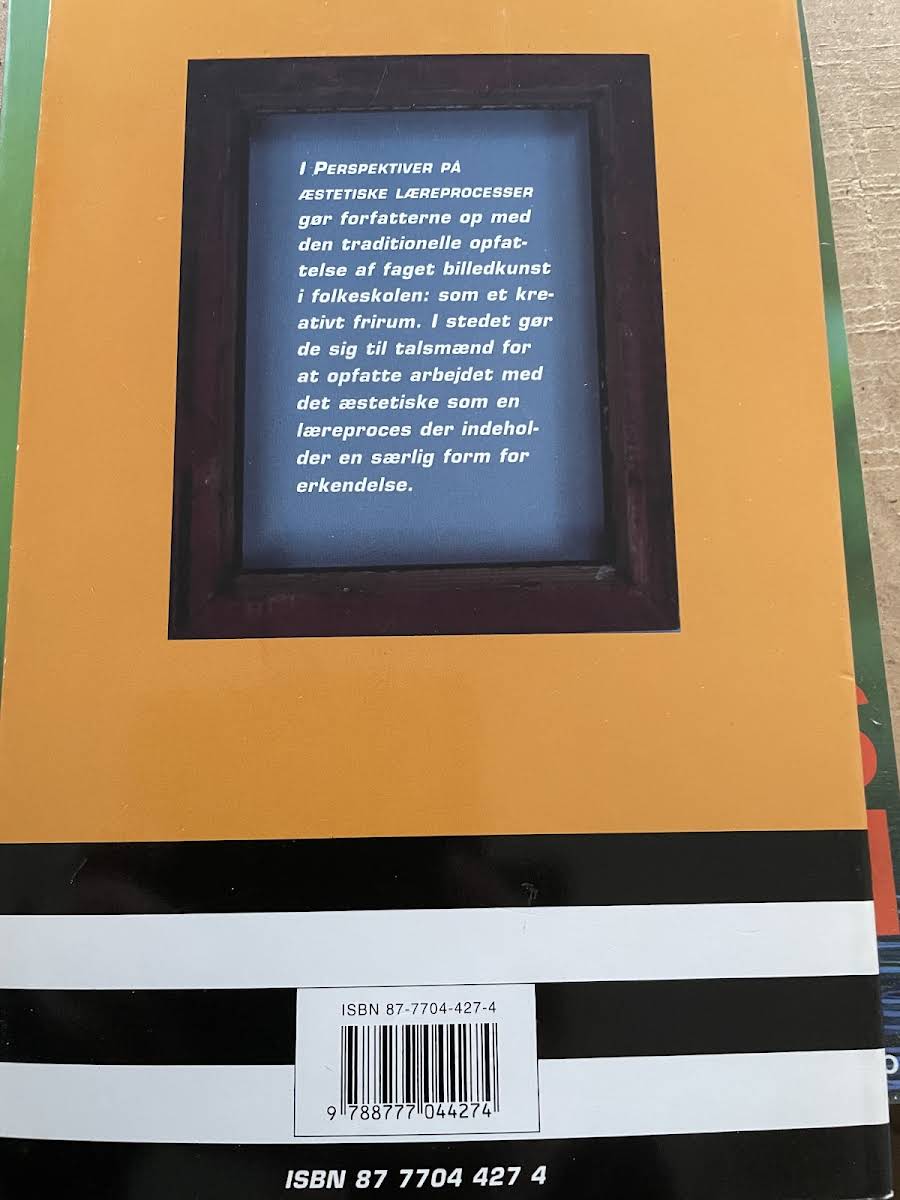 I PERSPEKTIVER PÅ
ÆSTETISKE LÆREPROCESSER
gør forfatterne op med
den traditionelle opfat-
telse af faget billedkunst
i folkeskolen: som et kre-
ativt frirum. I stedet gør
de sig til talsmænd for
at opfatte arbejdet med
det æstetiske som en
læreproces der indehol-
der en særlig form for
erkendelse.
ISBN 87-7704-427-4
9 788777 044274
ISBN 87 7704 427 4